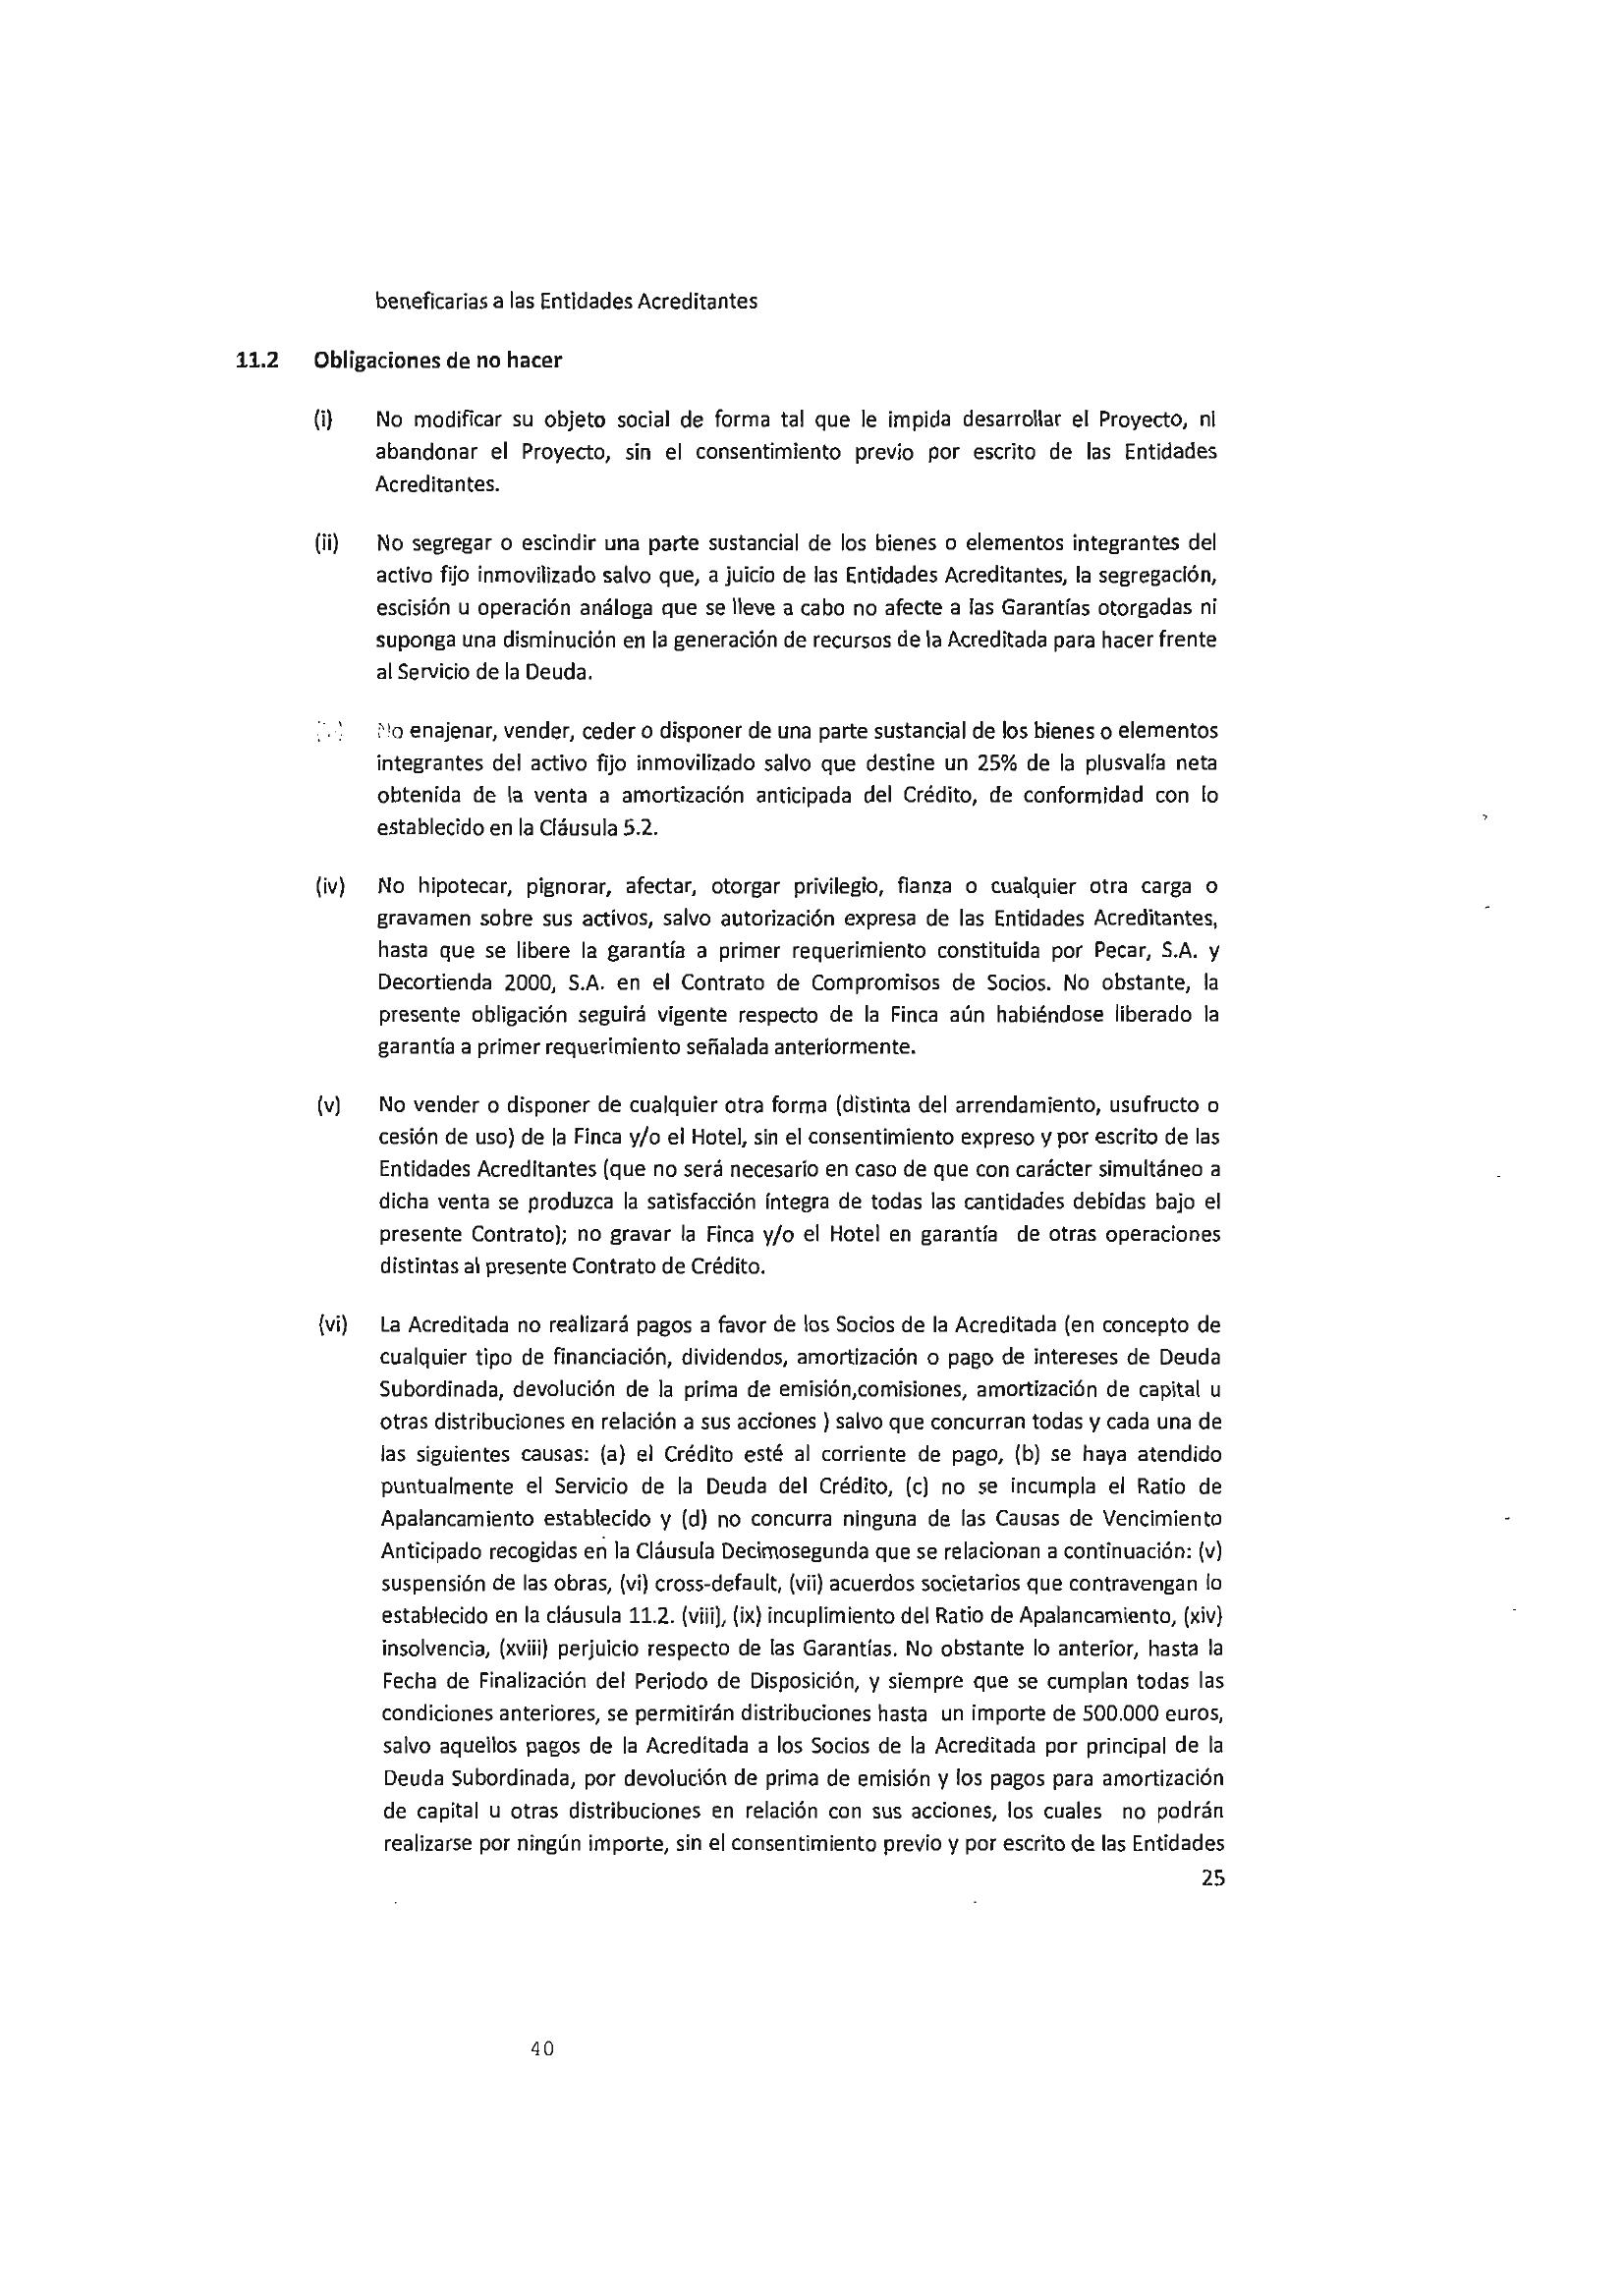 beneficarias a las Entidades Acreditantes
11.2 Obligaciones de no hacer
(i) No modificar su objeto social de forma tal que le impida desarrollar el Proyecto, ni
abandonar el Proyecto, sin el consentimiento previo por escrito de las Entidades
Acreditantes.
(ii) No segregar o escindir una parte sustancial de los bienes o elementos integrantes del
activo fijo inmovilizado salvo que, a juicio de las Entidades Acreditantes, la segregación,
escisión u operación análoga que se lleve a cabo no afecte a las Garantías otorgadas ni
suponga una disminución en la generación de recursos de la Acreditada para hacer frente
al Servicio de la Deuda.
No enajenar, vender, ceder o disponer de una parte sustancial de los bienes o elementos
integrantes del activo fijo inmovilizado salvo que destine un 25% de la plusvalía neta
obtenida de la venta a amortización anticipada del Crédito, de conformidad con lo
establecido en la Cláusula 5.2.
(iv) No hipotecar, pignorar, afectar, otorgar privilegio, fianza o cualquier otra carga o
gravamen sobre sus activos, salvo autorización expresa de las Entidades Acreditantes,
hasta que se libere la garantía a primer requerimiento constituida por Pecar, S.A. y
Decortienda 2000, S.A. en el Contrato de Compromisos de Socios. No obstante, la
presente obligación seguirá vigente respecto de la Finca aún habiéndose liberado la
garantía a primer requerimiento señalada anteriormente.
(v) No vender o disponer de cualquier otra forma (distinta del arrendamiento, usufructo o
cesión de uso) de la Finca y/o el Hotel, sin el consentimiento expreso y por escrito de las
Entidades Acreditantes (que no será necesario en caso de que con carácter simultáneo a
dicha venta se produzca la satisfacción íntegra de todas las cantidades debidas bajo el
presente Contrato); no gravar la Finca y/o el Hotel en garantía de otras operaciones
distintas al presente Contrato de Crédito.
(vi) La Acreditada no realizará pagos a favor de los Socios de la Acreditada (en concepto de
cualquier tipo de financiación, dividendos, amortización o pago de intereses de Deuda
Subordinada, devolución de la prima de emisión,comisiones, amortización de capital u
otras distribuciones en relación a sus acciones ) salvo que concurran todas y cada una de
las siguientes causas: (a) el Crédito esté al corriente de pago, (b) se haya atendido
puntualmente el Servicio de la Deuda del Crédito, (c) no se incumpla el Ratio de
Apalancamiento establecido y (d) no concurra ninguna de las Causas de Vencimiento
Anticipado recogidas en la Cláusula Decimosegunda que se relacionan a continuación: (v)
suspensión de las obras, (vi) cross-default, (vii) acuerdos societarios que contravengan lo
establecido en la cláusula 11.2. (viii), (ix) incuplimiento del Ratio de Apalancamiento, (xiv)
insolvencia, (xviii) perjuicio respecto de las Garantías. No obstante lo anterior, hasta la
Fecha de Finalización del Periodo de Disposición, y siempre que se cumplan todas las
condiciones anteriores, se permitirán distribuciones hasta un importe de 500.000 euros,
salvo aquellos pagos de la Acreditada a los Socios de la Acreditada por principal de la
Deuda Subordinada, por devolución de prima de emisión y los pagos para amortización
de capital u otras distribuciones en relación con sus acciones, los cuales no podrán
realizarse por ningún importe, sin el consentimiento previo y por escrito de las Entidades
25
40